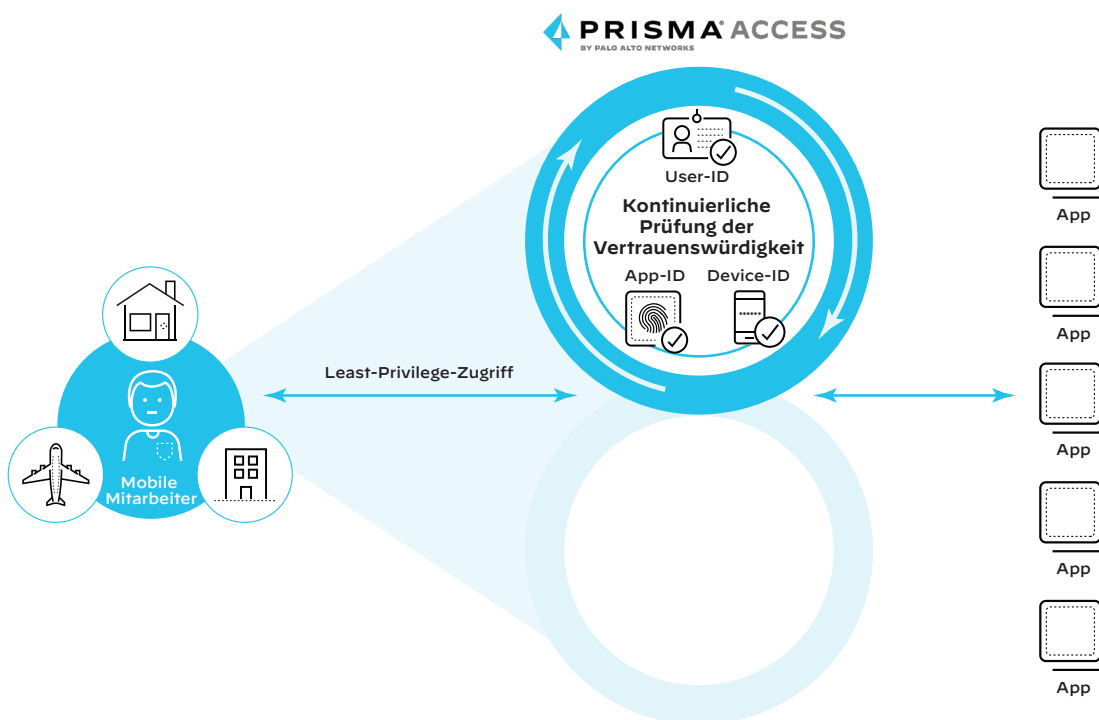 PRISMA® ACCESS
BY PALO ALTO NETWORKS
User-ID
Kontinuierliche
Prüfung der
Vertrauenswürdigkeit
App-ID Device-ID
Least-Privilege-Zugriff
Mobile
Mitarbeiter
App
App
App
App
App